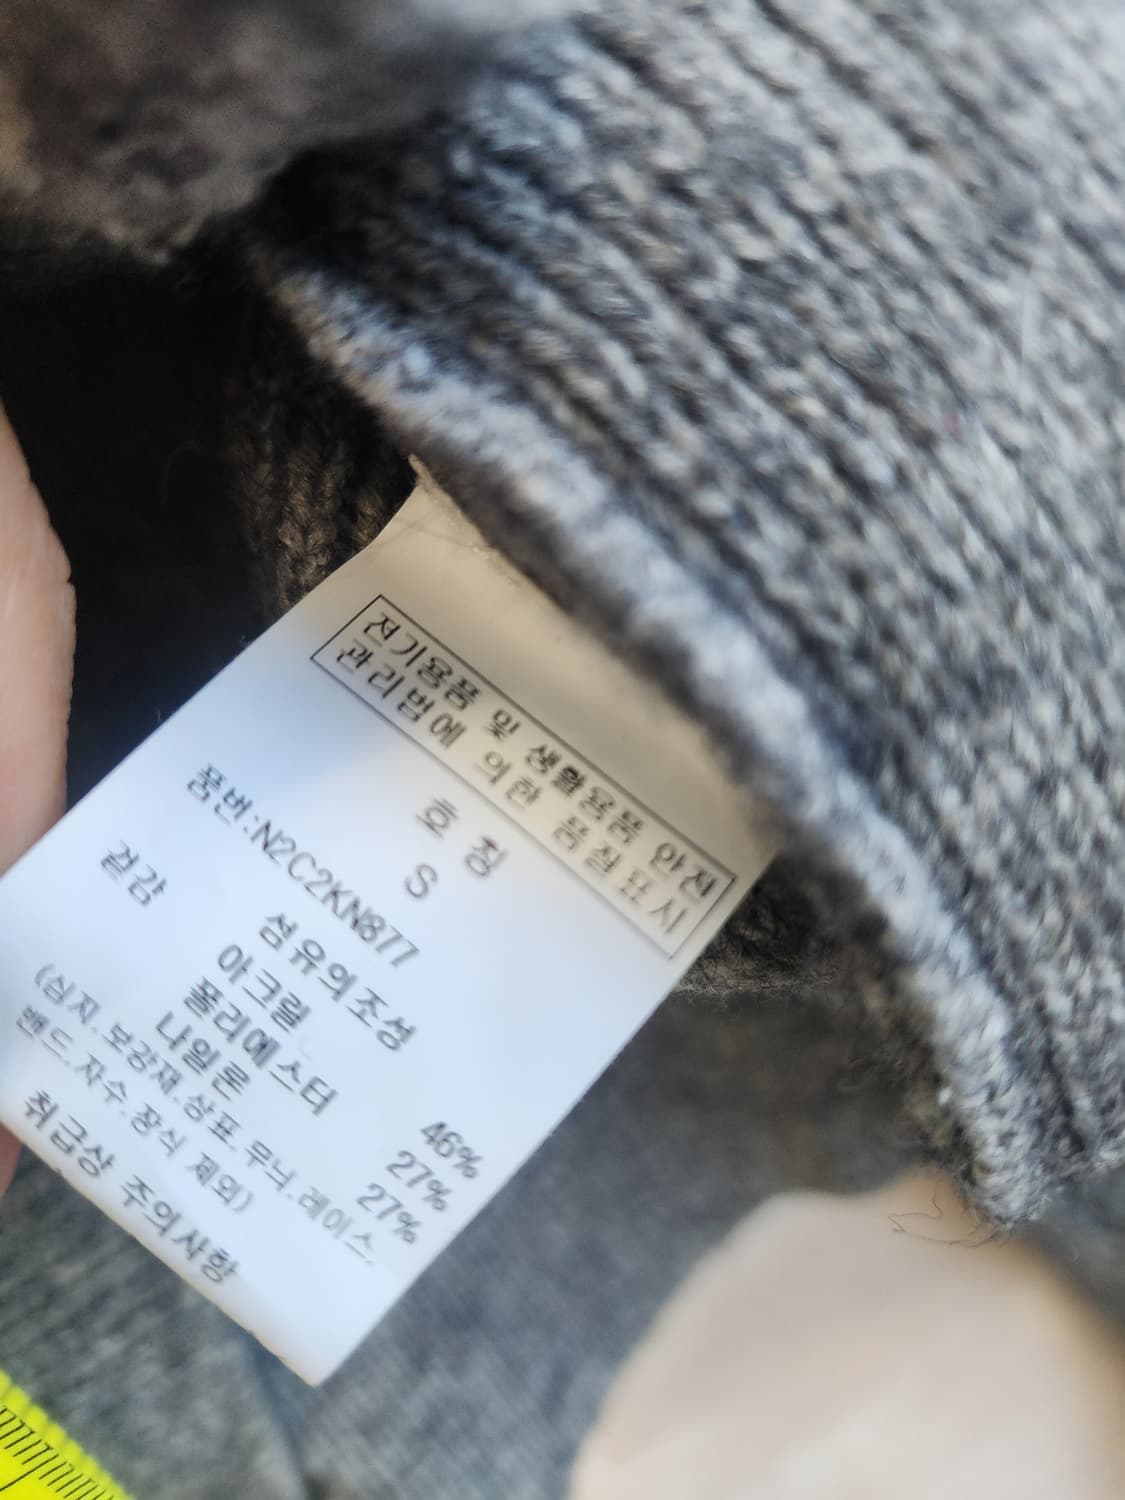 전기용품 및 생활용품 안전
관리법에 의한 품질표시
호칭
S
품번:N2C2KN877
섬유의조성
겉감
아크릴 46%
폴리에스터 27%
나일론 27%
(심지.보강재.상표.무늬.레이스.
밴드.자수.장식 제외)
취급상 주의사항